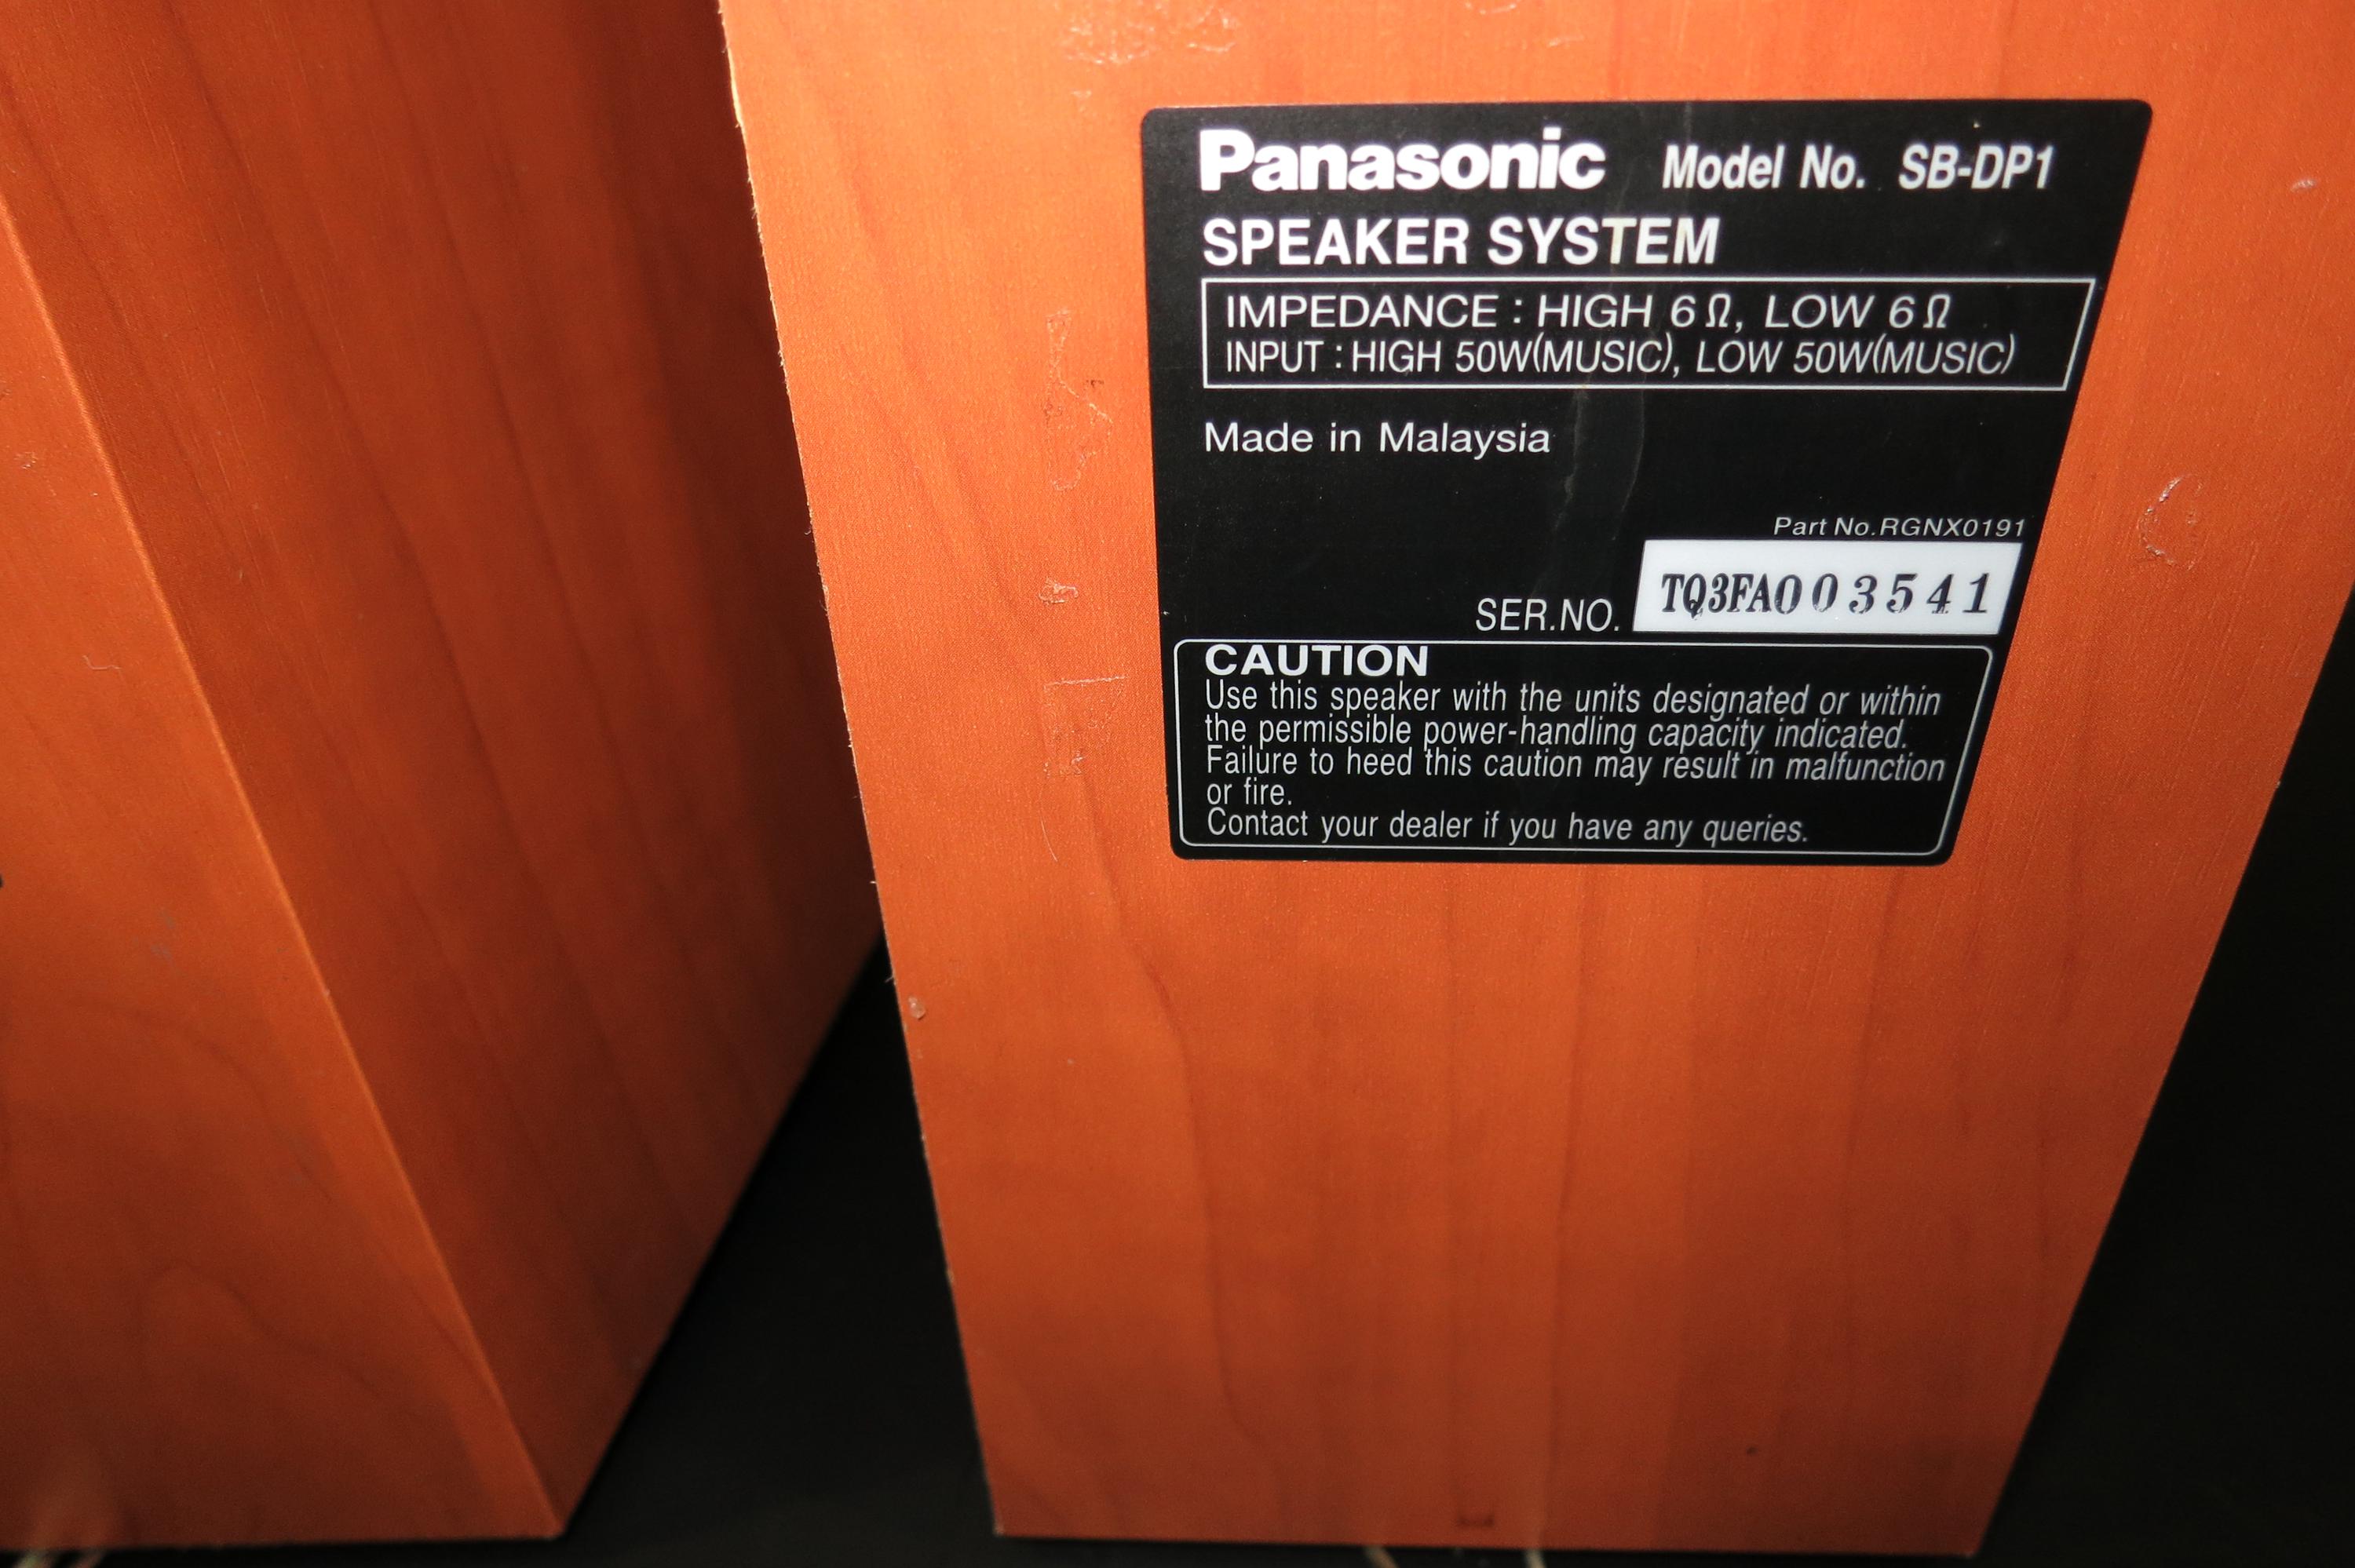 Panasonic Model No. SB-DP1
SPEAKER SYSTEM
IMPEDANCE : HIGH 6Ω, LOW 6Ω
INPUT : HIGH 50W(MUSIC), LOW 50W(MUSIC)
Made in Malaysia
Part No.RGNX0191
SER.NO. TQ3FA003541
CAUTION
Use this speaker with the units designated or within
the permissible power-handling capacity indicated.
Failure to heed this caution may result in malfunction
or fire.
Contact your dealer if you have any queries.